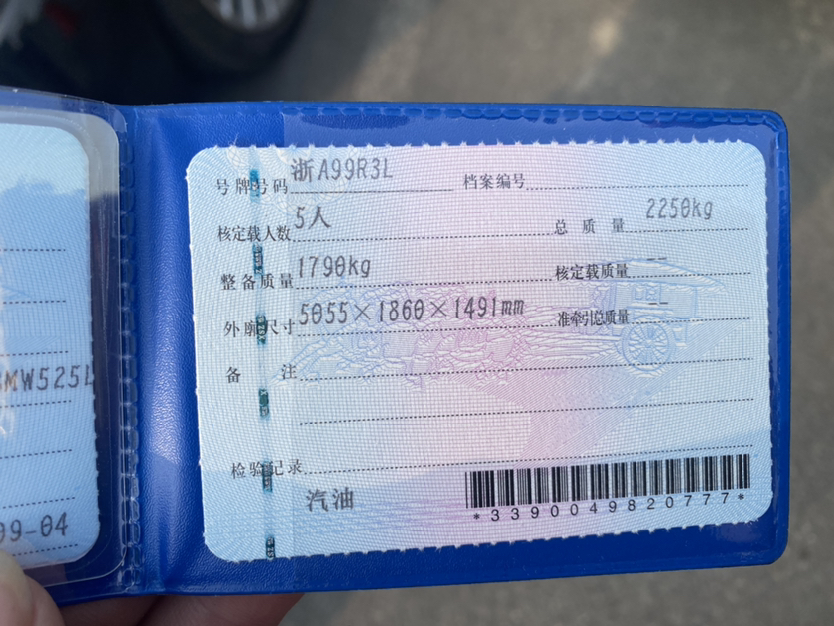 号牌号码 浙A99R3L 档案编号
核定载人数 5人 总质量 2250kg
整备质量 1790kg 核定载质量 --
外廓尺寸 5055×1860×1491mm 准牵引总质量 --
备注
检验记录
汽油
*3390049820777*
MW525L
09-04